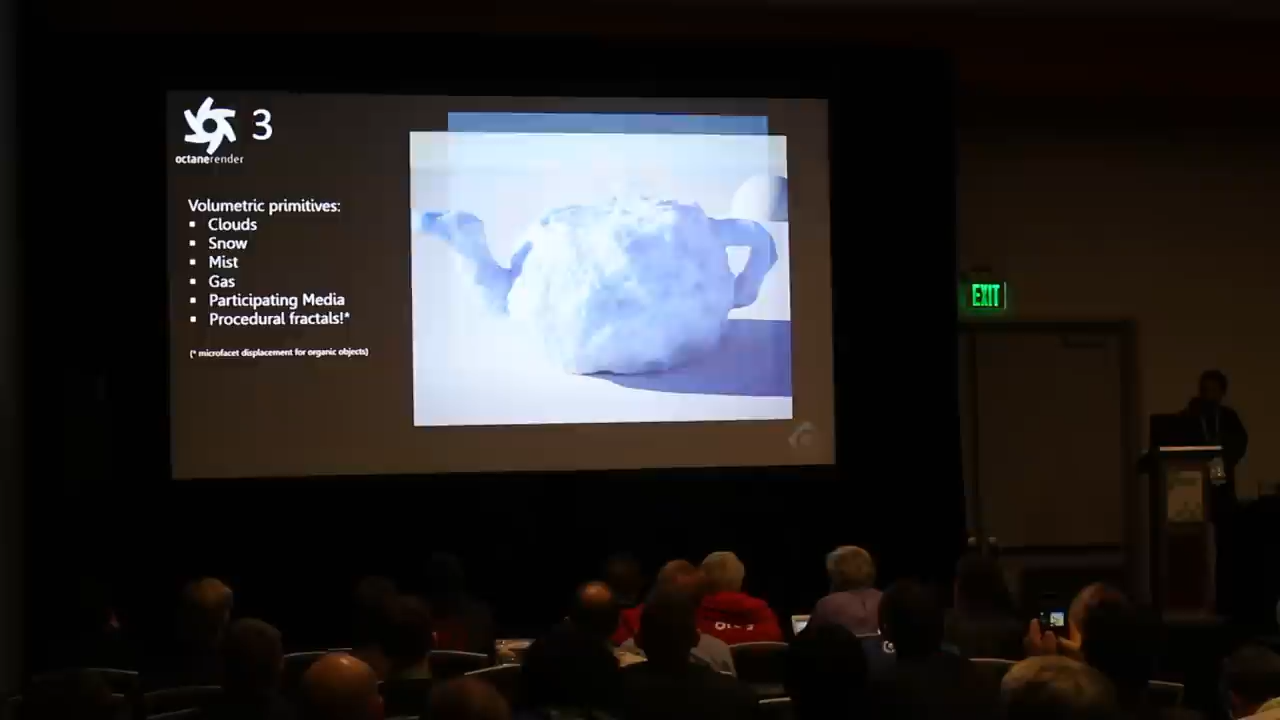 3
octanerender
Volumetric primitives:
▪ Clouds
▪ Snow
▪ Mist
▪ Gas
▪ Participating Media
▪ Procedural fractals!*
(* microfacet displacement for organic objects)
EXIT